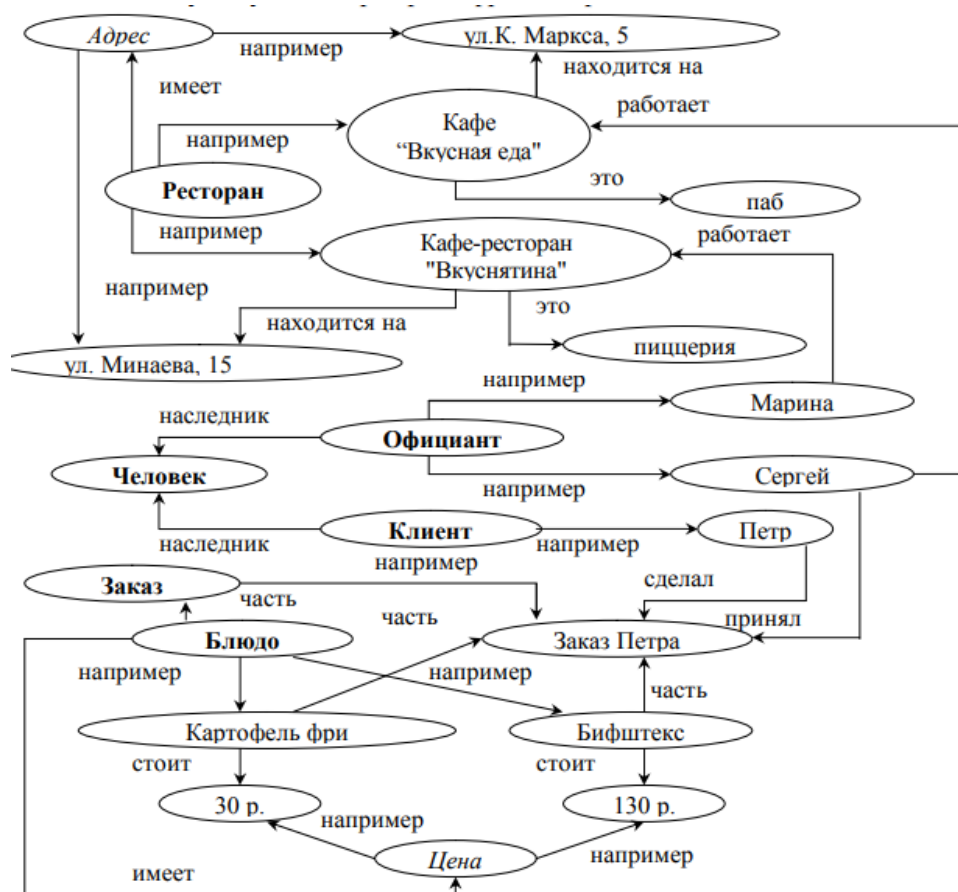 Адрес
например
ул.К. Маркса, 5
имеет
находится на
работает
например
Кафе
“Вкусная еда"
это
Ресторан
паб
например
Кафе-ресторан
"Вкуснятина"
работает
например
находится на
это
ул. Минаева, 15
пиццерия
например
наследник
Марина
Официант
Человек
например
Сергей
Клиент
Петр
наследник
например
например
Заказ
часть
сделал
часть
принял
Блюдо
Заказ Петра
например
например
часть
Картофель фри
Бифштекс
стоит
стоит
30 р.
130 р.
например
Цена
например
имеет